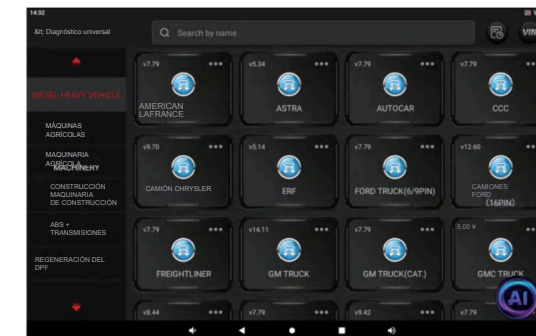 14:32
&lt; Diagnóstico universal
Search by name.
DIESEL+HEAVY VEHICLE
MÁQUINAS
AGRÍCOLAS
MAQUINARIA
AGRÍCOLA
MACHINERY
CONSTRUCCIÓN
MAQUINARIA
DE CONSTRUCCIÓN
ABS +
TRANSMISIONES
REGENERACIÓN DEL
DPF
v7.79
AMERICAN
LAFRANCE
v5.34
ASTRA
v7.79
AUTOCAR
v7.79
CCC
v9.70
CAMIÓN CHRYSLER
v5.14
ERF
v7.79
FORD TRUCK(6/9PIN)
v12.60
CAMIONES
FORD
(16PIN)
v7.79
FREIGHTLINER
v14.11
GM TRUCK
v7.79
GM TRUCK(CAT.)
5,00 ¥
GMC TRUCK
v8.44
v7.79
v9.42
v7.79
AI